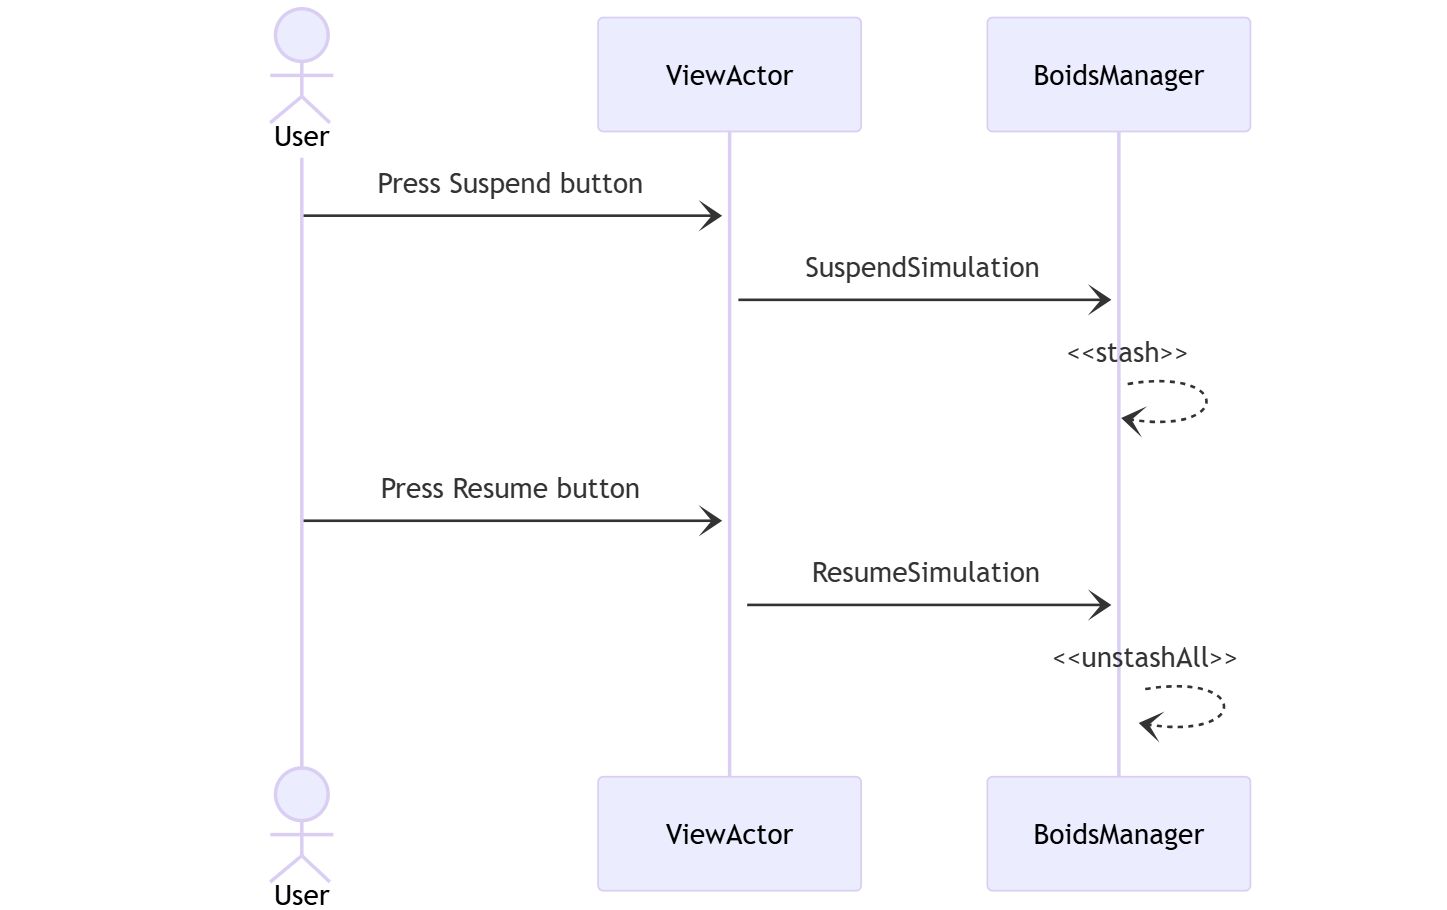 User
ViewActor
BoidsManager
Press Suspend button
SuspendSimulation
<<stash>>
Press Resume button
ResumeSimulation
<<unstashAll>>
User
ViewActor
BoidsManager